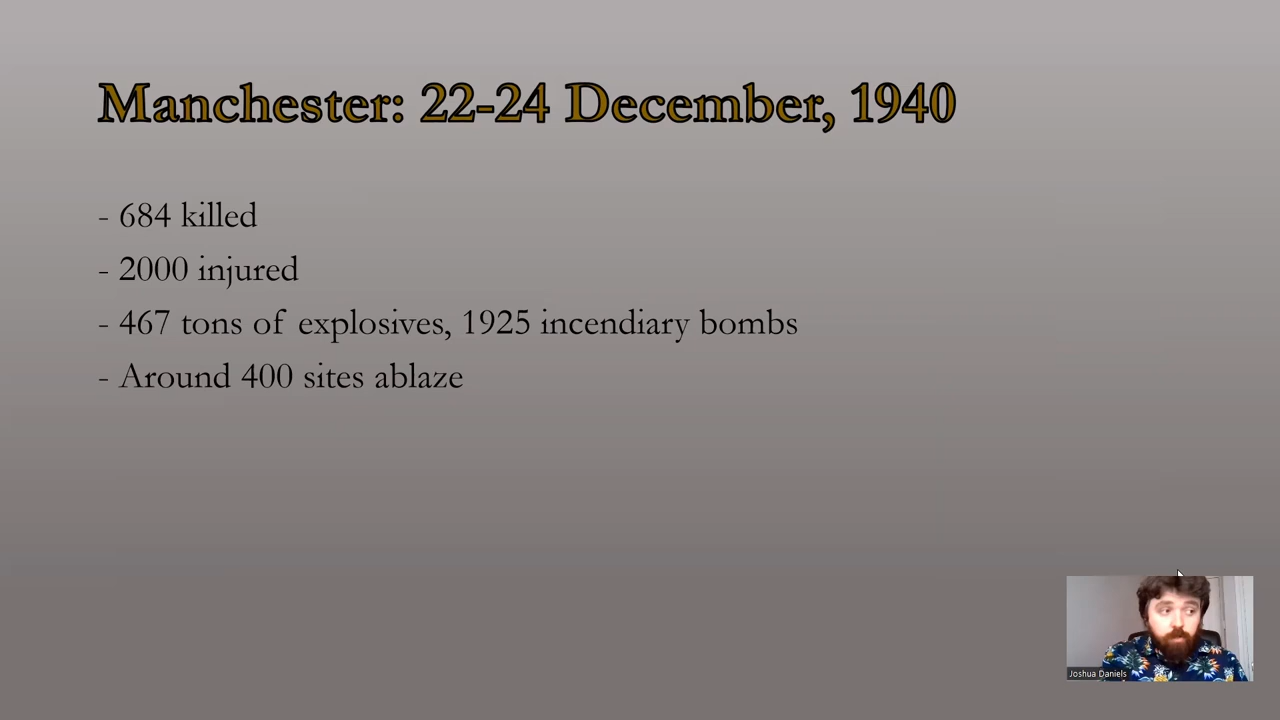 Manchester: 22-24 December, 1940
- 684 killed
- 2000 injured
- 467 tons of explosives, 1925 incendiary bombs
- Around 400 sites ablaze
Joshua Daniels